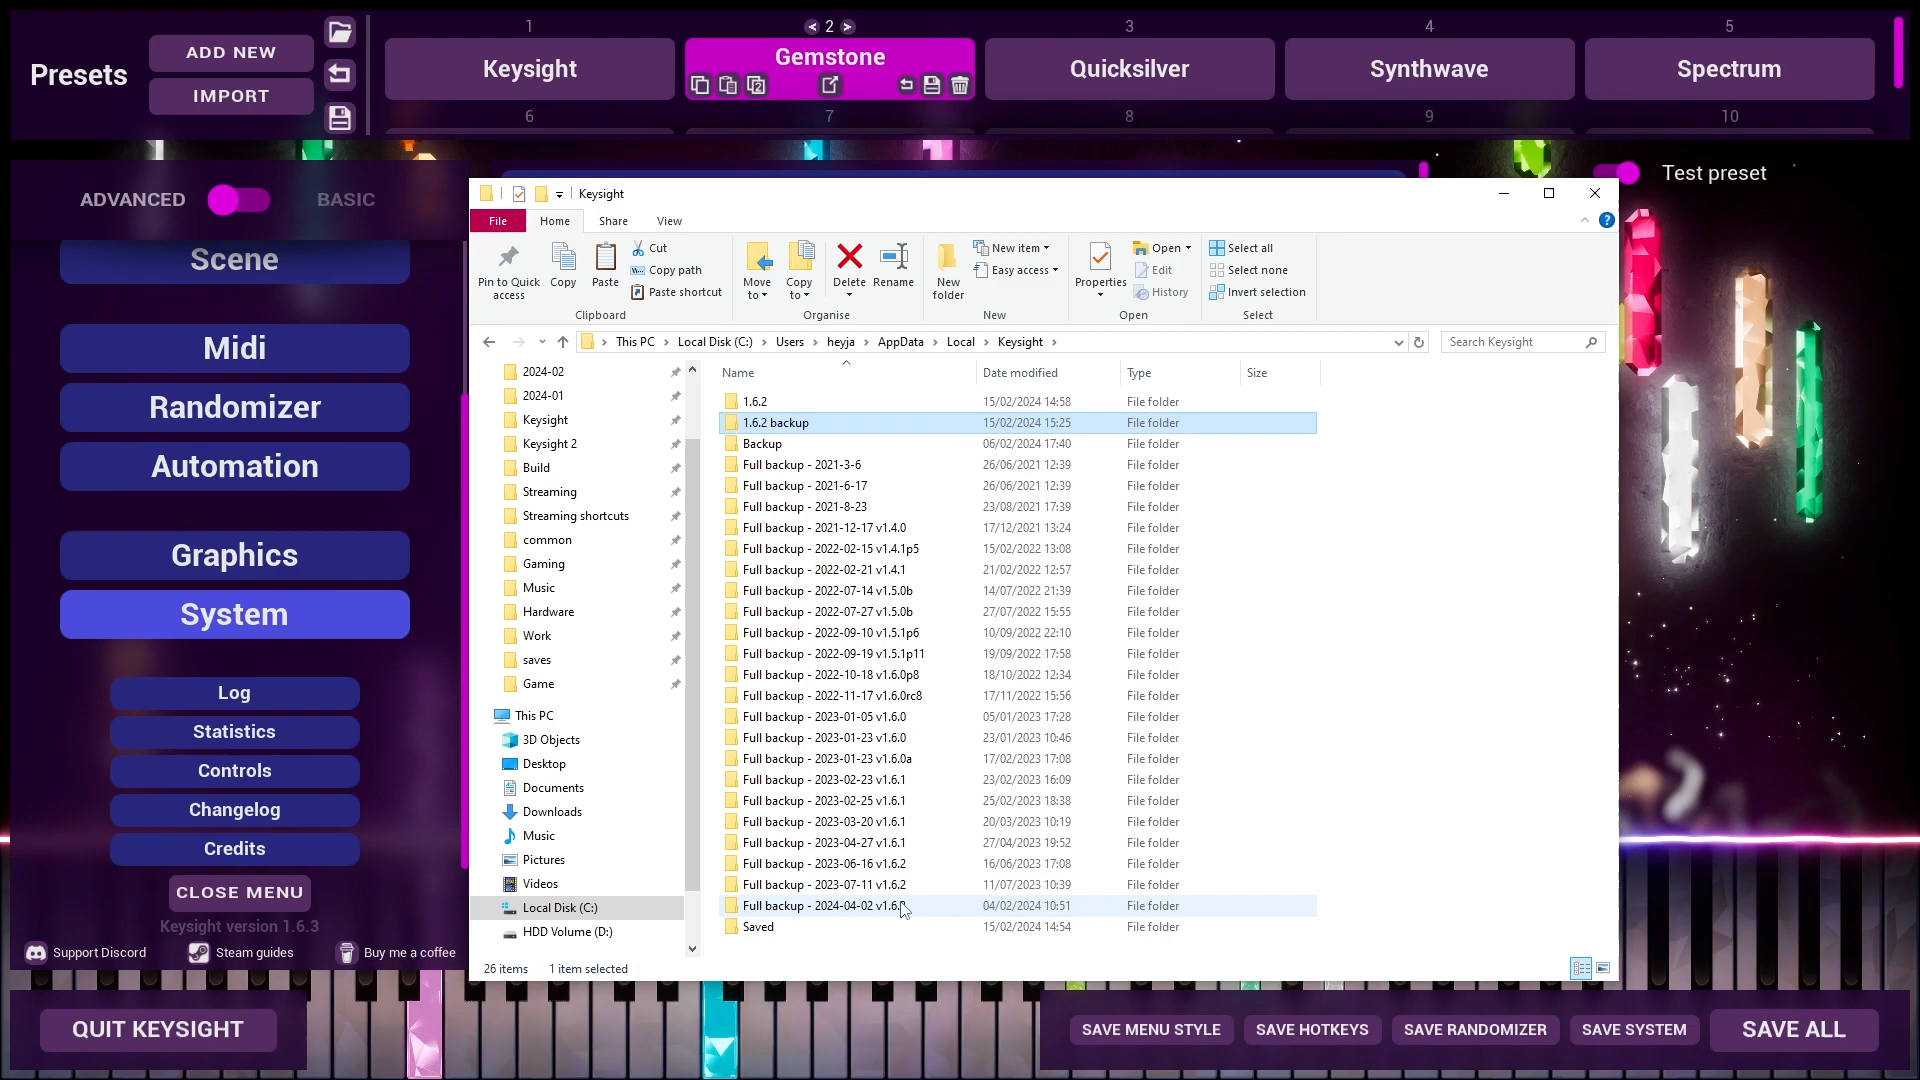 Presets
ADD NEW
IMPORT
1
< 2 >
3
4
5
Keysight
Gemstone
Quicksilver
Synthwave
Spectrum
6
7
8
9
10
ADVANCED
BASIC
Test preset
Scene
Midi
Randomizer
Automation
Graphics
System
Log
Statistics
Controls
Changelog
Credits
CLOSE MENU
Keysight version 1.6.3
Support Discord
Steam guides
Buy me a coffee
QUIT KEYSIGHT
Keysight
File
Home
Share
View
Pin to Quick access
Copy
Paste
Cut
Copy path
Paste shortcut
Clipboard
Move to
Copy to
Delete
Rename
Organise
New folder
New item
Easy access
New
Properties
Open
Edit
History
Open
Select all
Select none
Invert selection
Select
This PC > Local Disk (C:) > Users > heyja > AppData > Local > Keysight >
Search Keysight
2024-02
2024-01
Keysight
Keysight 2
Build
Streaming
Streaming shortcuts
common
Gaming
Music
Hardware
Work
saves
Game
This PC
3D Objects
Desktop
Documents
Downloads
Music
Pictures
Videos
Local Disk (C:)
HDD Volume (D:)
Name Date modified Type Size
1.6.2 15/02/2024 14:58 File folder
1.6.2 backup 15/02/2024 15:25 File folder
Backup 06/02/2024 17:40 File folder
Full backup - 2021-3-6 26/06/2021 12:39 File folder
Full backup - 2021-6-17 26/06/2021 12:39 File folder
Full backup - 2021-8-23 23/08/2021 17:39 File folder
Full backup - 2021-12-17 v1.4.0 17/12/2021 13:24 File folder
Full backup - 2022-02-15 v1.4.1p5 15/02/2022 13:08 File folder
Full backup - 2022-02-21 v1.4.1 21/02/2022 12:57 File folder
Full backup - 2022-07-14 v1.5.0b 14/07/2022 21:39 File folder
Full backup - 2022-07-27 v1.5.0b 27/07/2022 15:55 File folder
Full backup - 2022-09-10 v1.5.1p6 10/09/2022 22:10 File folder
Full backup - 2022-09-19 v1.5.1p11 19/09/2022 17:58 File folder
Full backup - 2022-10-18 v1.6.0p8 18/10/2022 12:34 File folder
Full backup - 2022-11-17 v1.6.0rc8 17/11/2022 15:56 File folder
Full backup - 2023-01-05 v1.6.0 05/01/2023 17:28 File folder
Full backup - 2023-01-23 v1.6.0 23/01/2023 10:46 File folder
Full backup - 2023-01-23 v1.6.0a 17/02/2023 17:08 File folder
Full backup - 2023-02-23 v1.6.1 23/02/2023 16:09 File folder
Full backup - 2023-02-25 v1.6.1 25/02/2023 18:38 File folder
Full backup - 2023-03-20 v1.6.1 20/03/2023 10:19 File folder
Full backup - 2023-04-27 v1.6.1 27/04/2023 19:52 File folder
Full backup - 2023-06-16 v1.6.2 16/06/2023 17:08 File folder
Full backup - 2023-07-11 v1.6.2 11/07/2023 10:39 File folder
Full backup - 2024-04-02 04/02/2024 10:51 File folder
Saved 15/02/2024 14:54 File folder
26 items
1 item selected
SAVE MENU STYLE
SAVE HOTKEYS
SAVE RANDOMIZER
SAVE SYSTEM
SAVE ALL